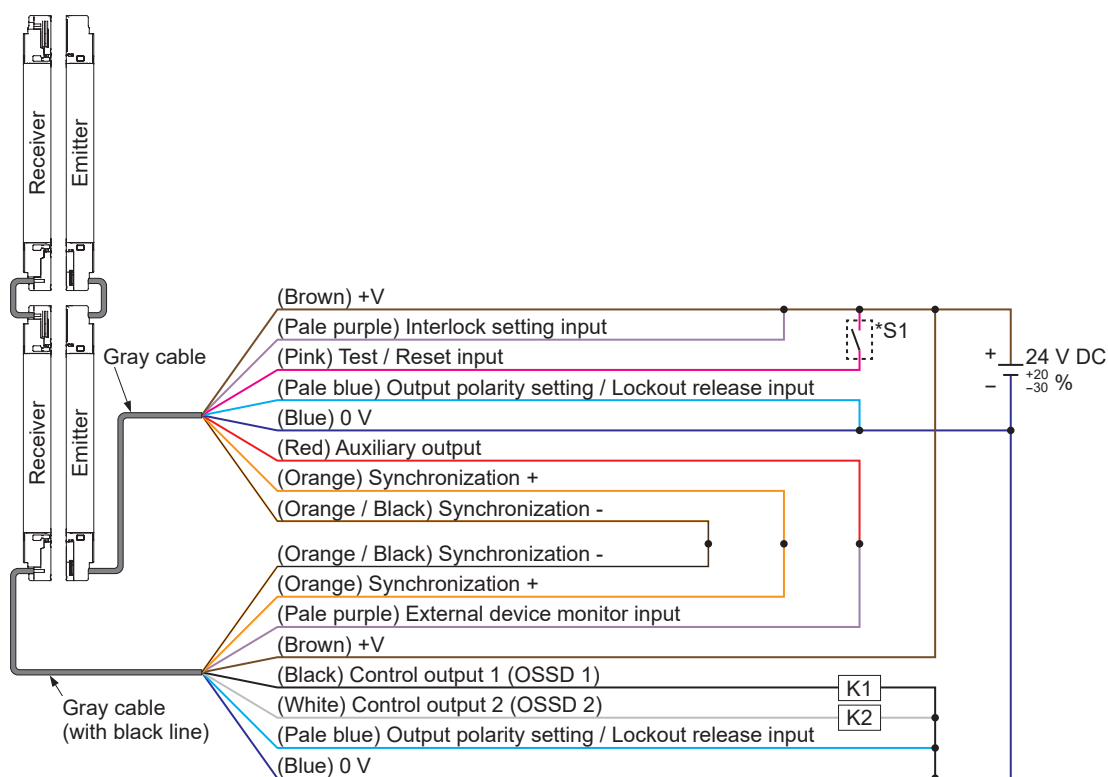 Receiver
Emitter
Receiver
Emitter
Gray cable
(Brown) +V
(Pale purple) Interlock setting input
(Pink) Test / Reset input
(Pale blue) Output polarity setting / Lockout release input
(Blue) 0 V
(Red) Auxiliary output
(Orange) Synchronization +
(Orange / Black) Synchronization -
*S1
+
−
24 V DC
+20
−30 %
(Orange / Black) Synchronization -
(Orange) Synchronization +
(Pale purple) External device monitor input
(Brown) +V
(Black) Control output 1 (OSSD 1)
K1
(White) Control output 2 (OSSD 2)
K2
(Pale blue) Output polarity setting / Lockout release input
(Blue) 0 V
Gray cable
(with black line)